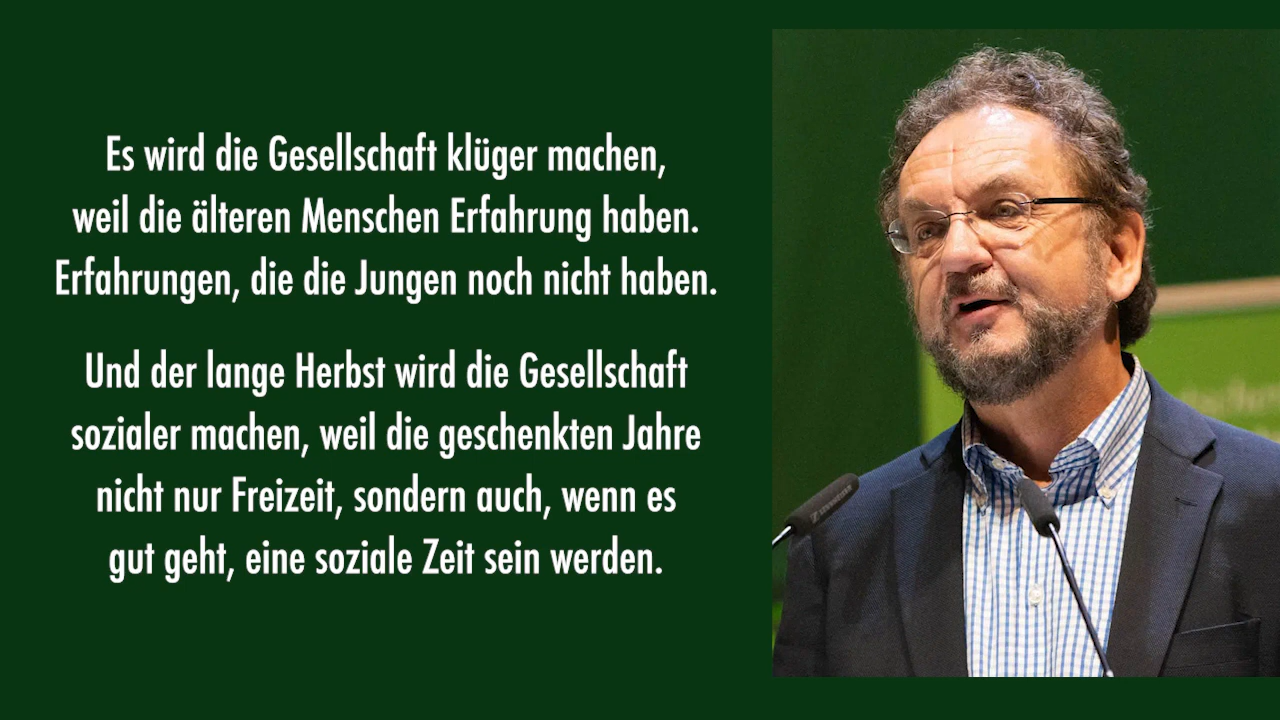 Es wird die Gesellschaft klüger machen,
weil die älteren Menschen Erfahrung haben.
Erfahrungen, die die Jungen noch nicht haben.
Und der lange Herbst wird die Gesellschaft
sozialer machen, weil die geschenkten Jahre
nicht nur Freizeit, sondern auch, wenn es
gut geht, eine soziale Zeit sein werden.